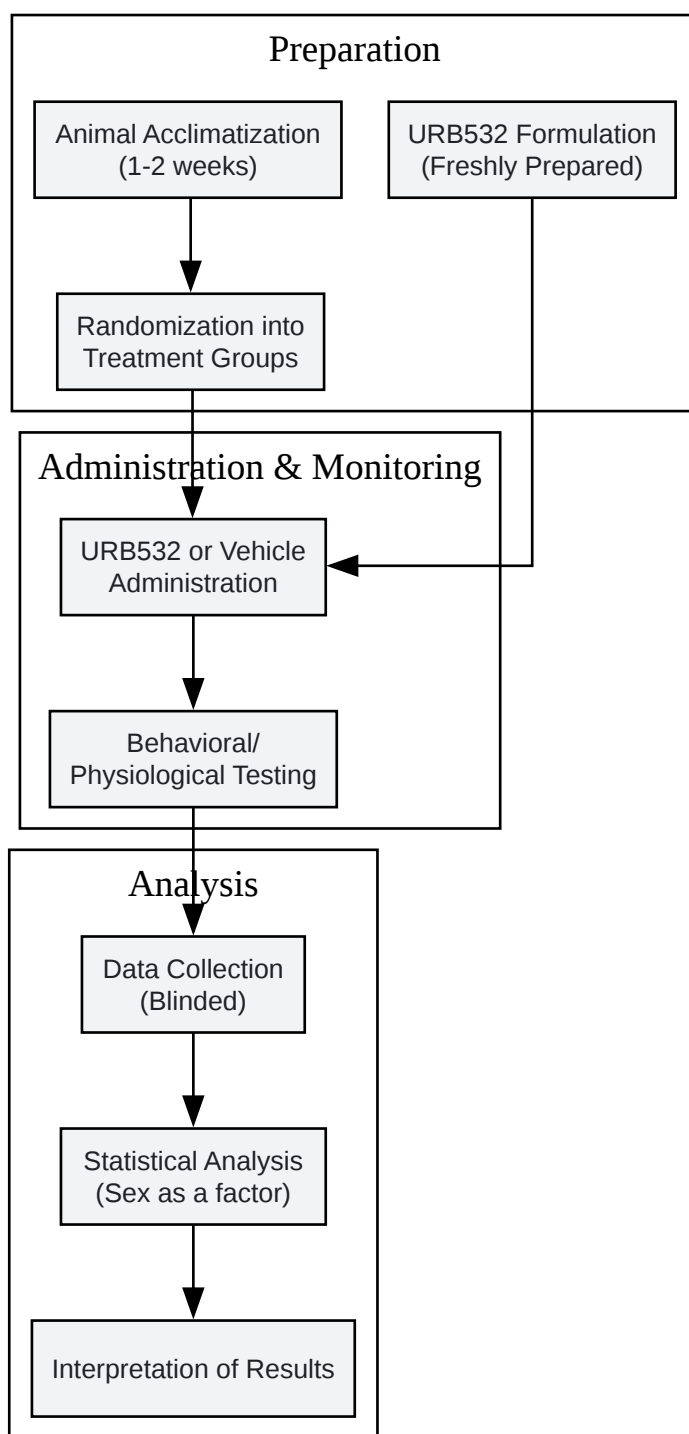 Preparation
Animal Acclimatization
(1-2 weeks)
URB532 Formulation
(Freshly Prepared)
Randomization into
Treatment Groups
Administration & Monitoring
URB532 or Vehicle
Administration
Behavioral/
Physiological Testing
Analysis
Data Collection
(Blinded)
Statistical Analysis
(Sex as a factor)
Interpretation of Results